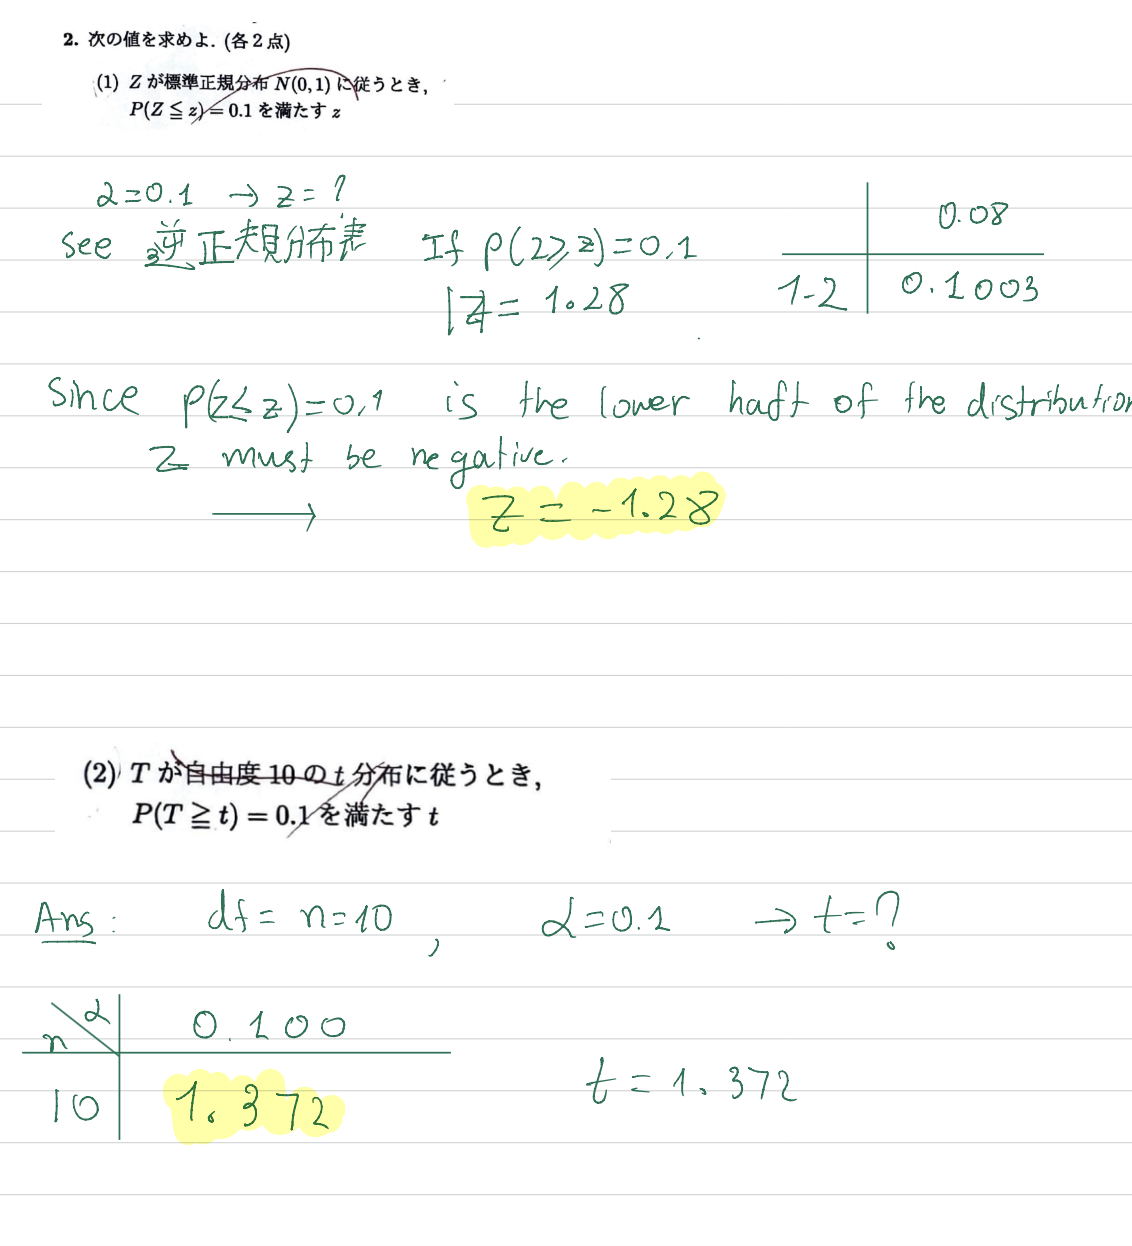 2. 次の値を求めよ. (各2点)
(1) Z が標準正規分布 N(0,1) に従うとき,
P(Z ≦ z) = 0.1 を満たす z
α=0.1 → z = ?
see 逆正規分布表 If P(Z≥z)=0.1
|z| = 1.28
0.08
1.2 0.1003
Since P(Z≤z)=0.1 is the lower haft of the distribution
Z must be negative.
→ Z = -1.28
(2) T が自由度 10 の t 分布に従うとき,
P(T ≧ t) = 0.1 を満たす t
Ans: df = n=10, α=0.1 → t=?
n α 0.100
10 1.372
t = 1.372